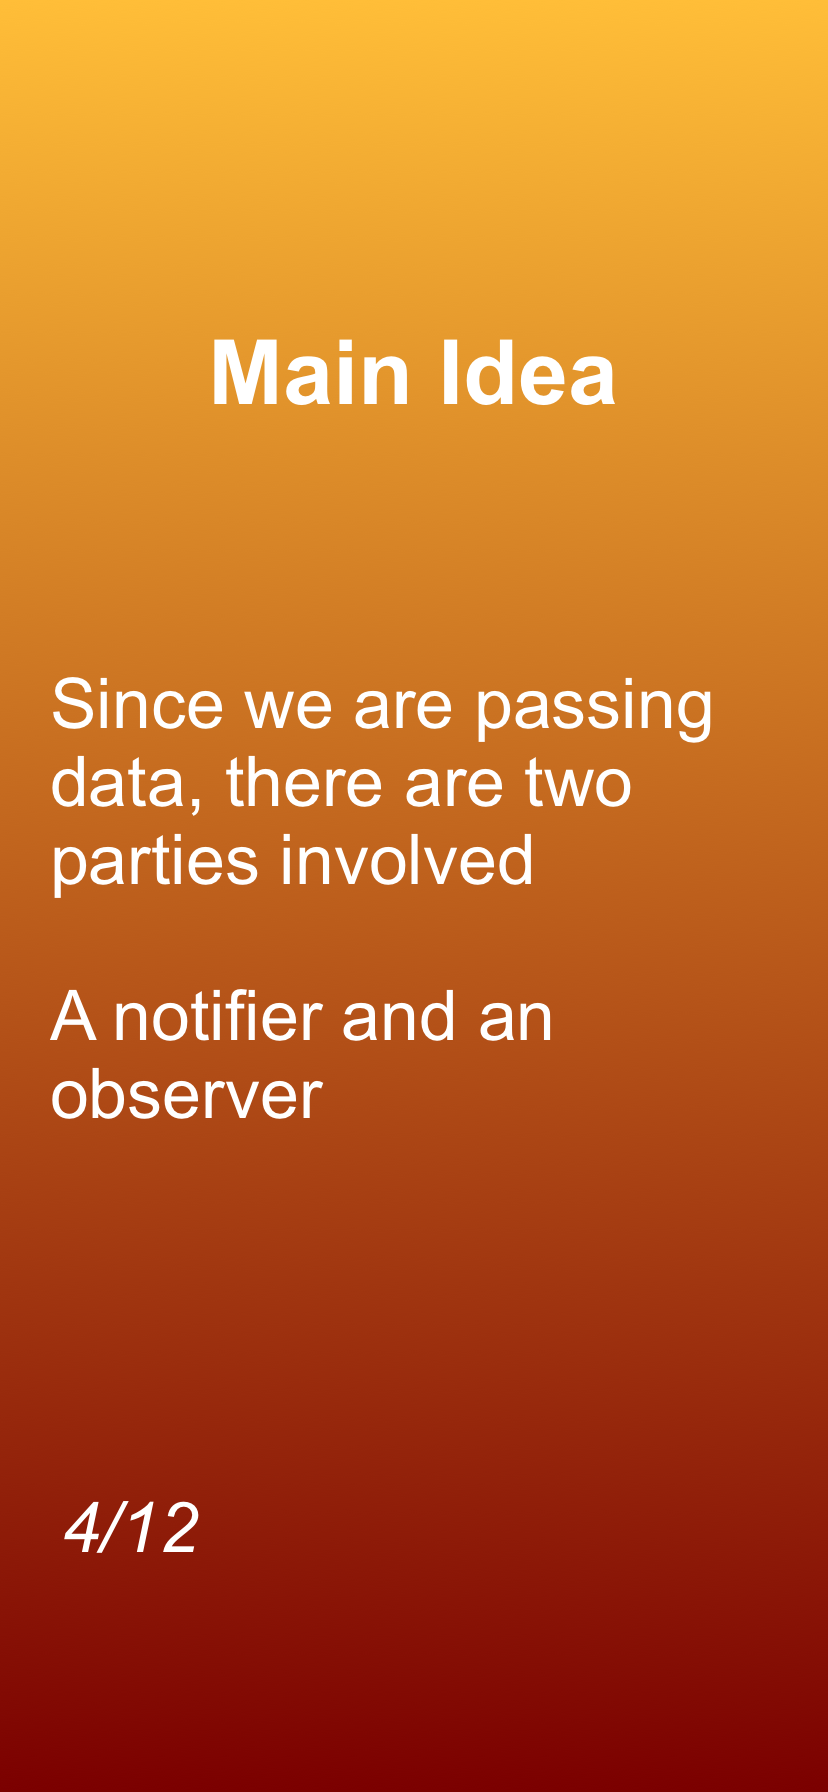 Main Idea
Since we are passing
data, there are two
parties involved
A notifier and an
observer
4/12